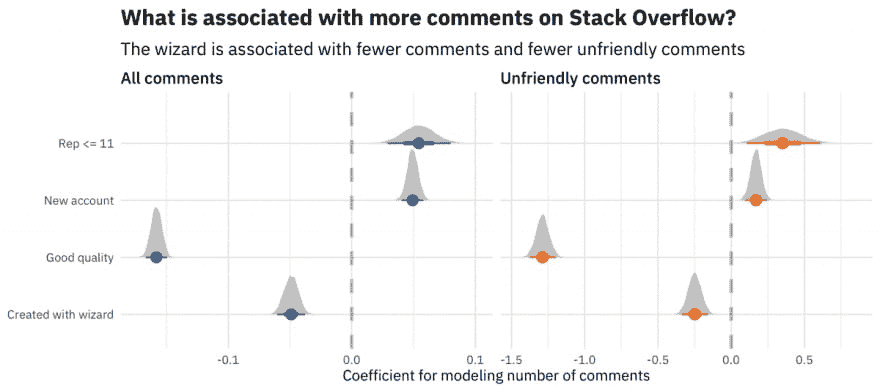 What is associated with more comments on Stack Overflow?
The wizard is associated with fewer comments and fewer unfriendly comments
All comments
Unfriendly comments
Rep <= 11
New account
Good quality
Created with wizard
-0.1 0.0 0.1 -1.5 -1.0 -0.5 0.0 0.5
Coefficient for modeling number of comments